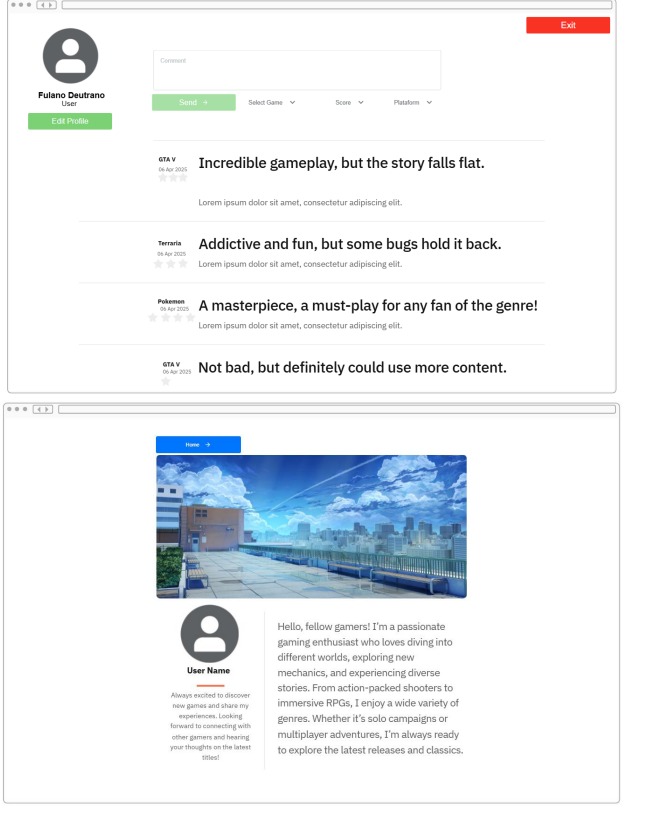 Exit
Fulano Deutrano
User
Edit Profile
Comment
Send →
Select Game
Score
Plataform
GTA V
06 Apr 2025
Incredible gameplay, but the story falls flat.
Lorem ipsum dolor sit amet, consectetur adipiscing elit.
Terraria
06 Apr 2025
Addictive and fun, but some bugs hold it back.
Lorem ipsum dolor sit amet, consectetur adipiscing elit.
Pokemon
06 Apr 2025
A masterpiece, a must-play for any fan of the genre!
Lorem ipsum dolor sit amet, consectetur adipiscing elit.
GTA V
06 Apr 2025
Not bad, but definitely could use more content.
Home →
User Name
Always excited to discover
new games and share my
experiences. Looking
forward to connecting with
other gamers and hearing
your thoughts on the latest
titles!
Hello, fellow gamers! I'm a passionate
gaming enthusiast who loves diving into
different worlds, exploring new
mechanics, and experiencing diverse
stories. From action-packed shooters to
immersive RPGs, I enjoy a wide variety of
genres. Whether it's solo campaigns or
multiplayer adventures, I'm always ready
to explore the latest releases and classics.